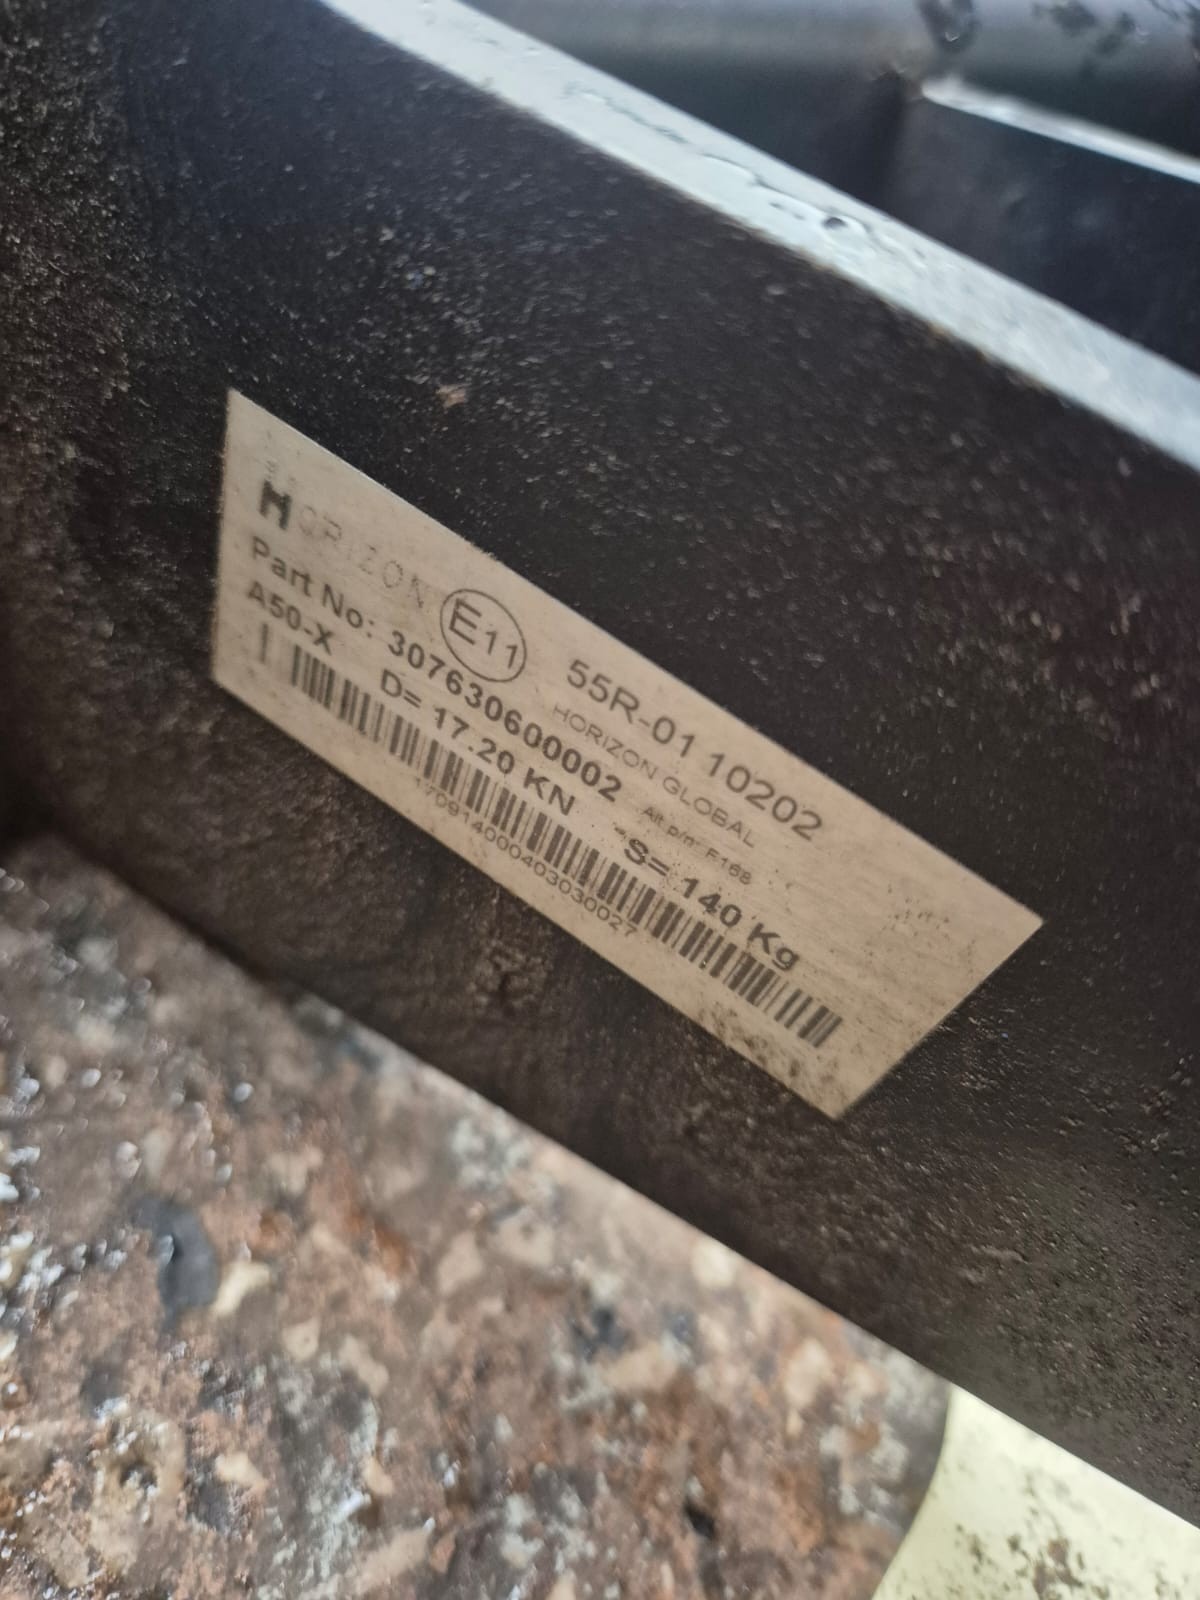 HORIZON E11 55R-01 10202
HORIZON GLOBAL
Part No: 307630600002 Alt p/n: F168
A50-X D= 17.20 KN S= 140 Kg
170914000403030027